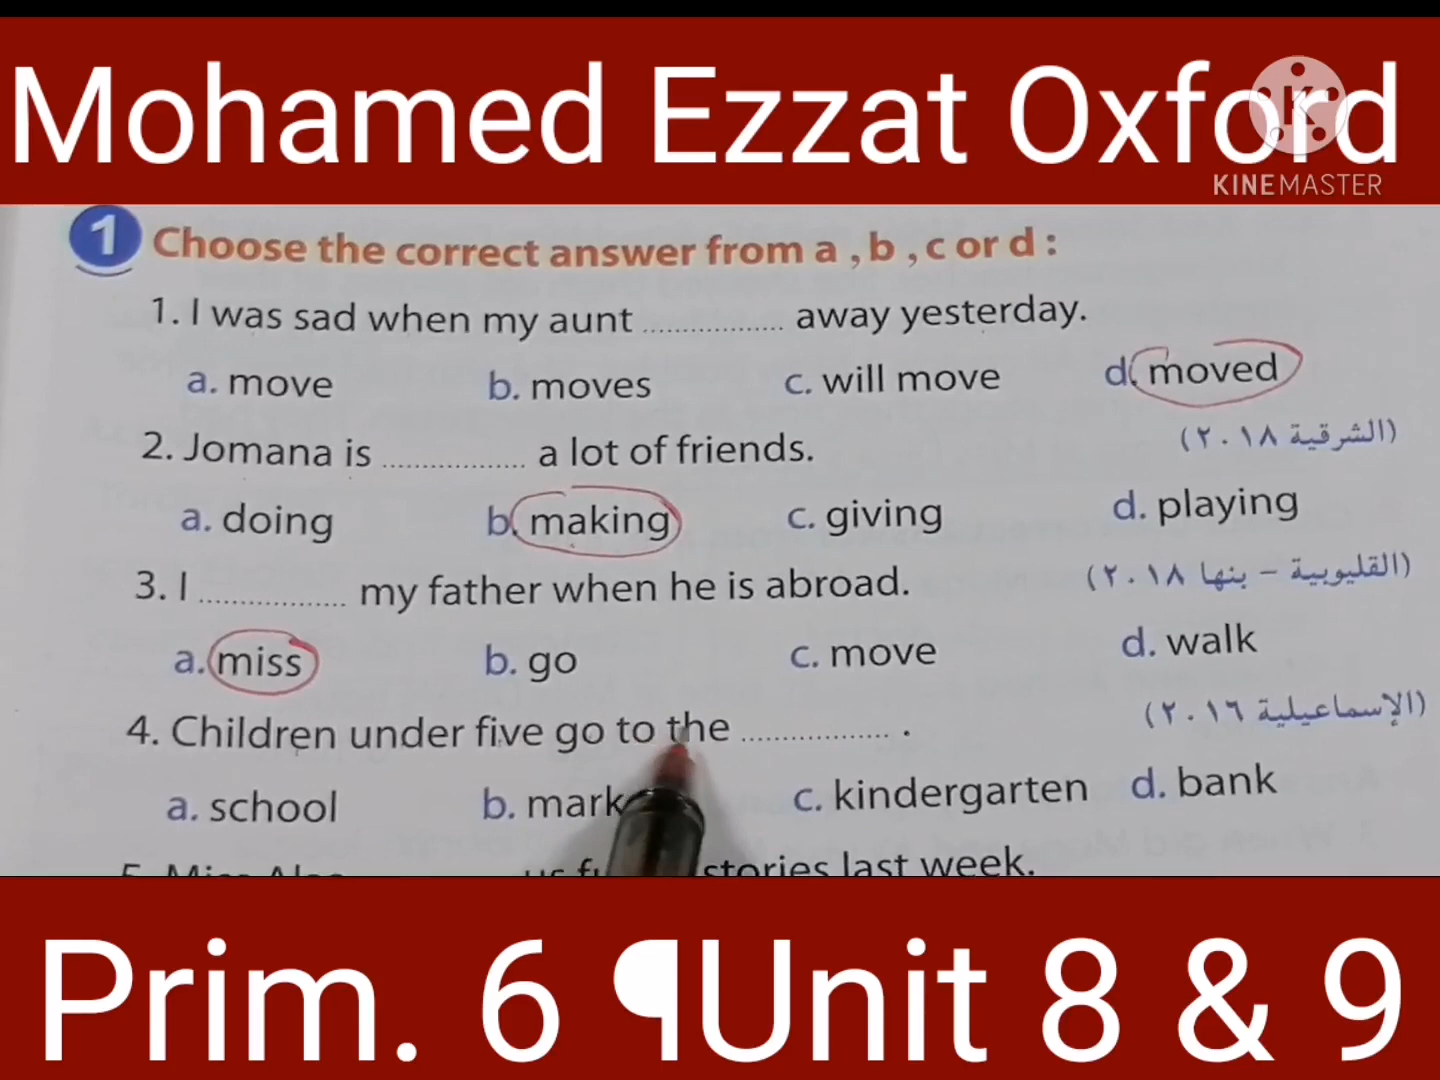 Mohamed Ezzat Oxford
KINEMASTER
1 Choose the correct answer from a , b , c or d :
1. I was sad when my aunt ................ away yesterday.
a. move b. moves c. will move d. moved
2. Jomana is ................ a lot of friends. (الشرقية ٢٠١٨)
a. doing b. making c. giving d. playing
3. I ................ my father when he is abroad. (القليوبية - بنها ٢٠١٨)
a. miss b. go c. move d. walk
4. Children under five go to the ................ . (الإسماعيلية ٢٠١٦)
a. school b. mark c. kindergarten d. bank
stories last week.
Prim. 6 ¶Unit 8 & 9